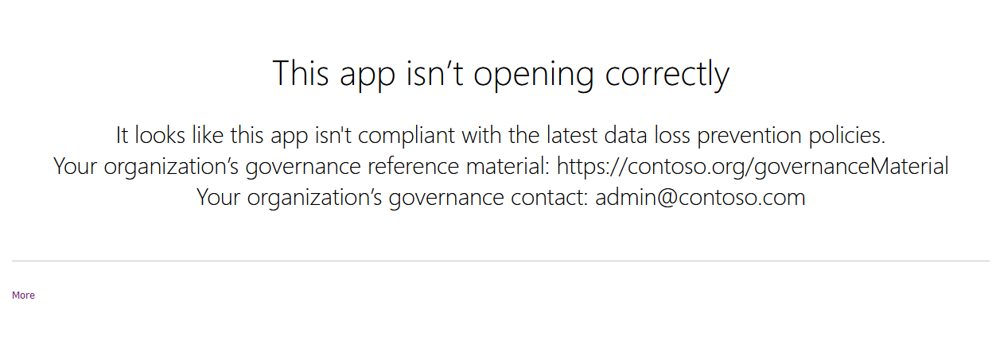 This app isn’t opening correctly
It looks like this app isn't compliant with the latest data loss prevention policies.
Your organization’s governance reference material: https://contoso.org/governanceMaterial
Your organization’s governance contact: admin@contoso.com
More